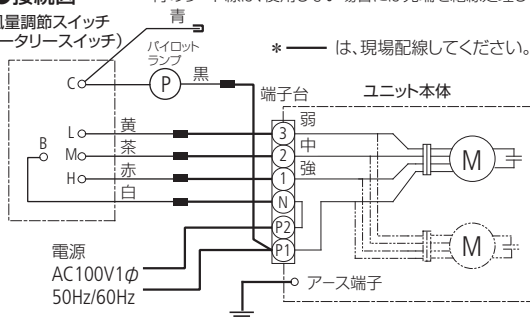 接続図
風量調節スイッチ
ータリースイッチ)
青
パイロット
ランプ
* は、現場配線してください。
C
P
黒
端子台
ユニット本体
弱
L
黄
3
B
M
茶
2
中
M
H
赤
1
強
白
N
P2
電源
P1
M
AC100V1φ
50Hz/60Hz
アース端子